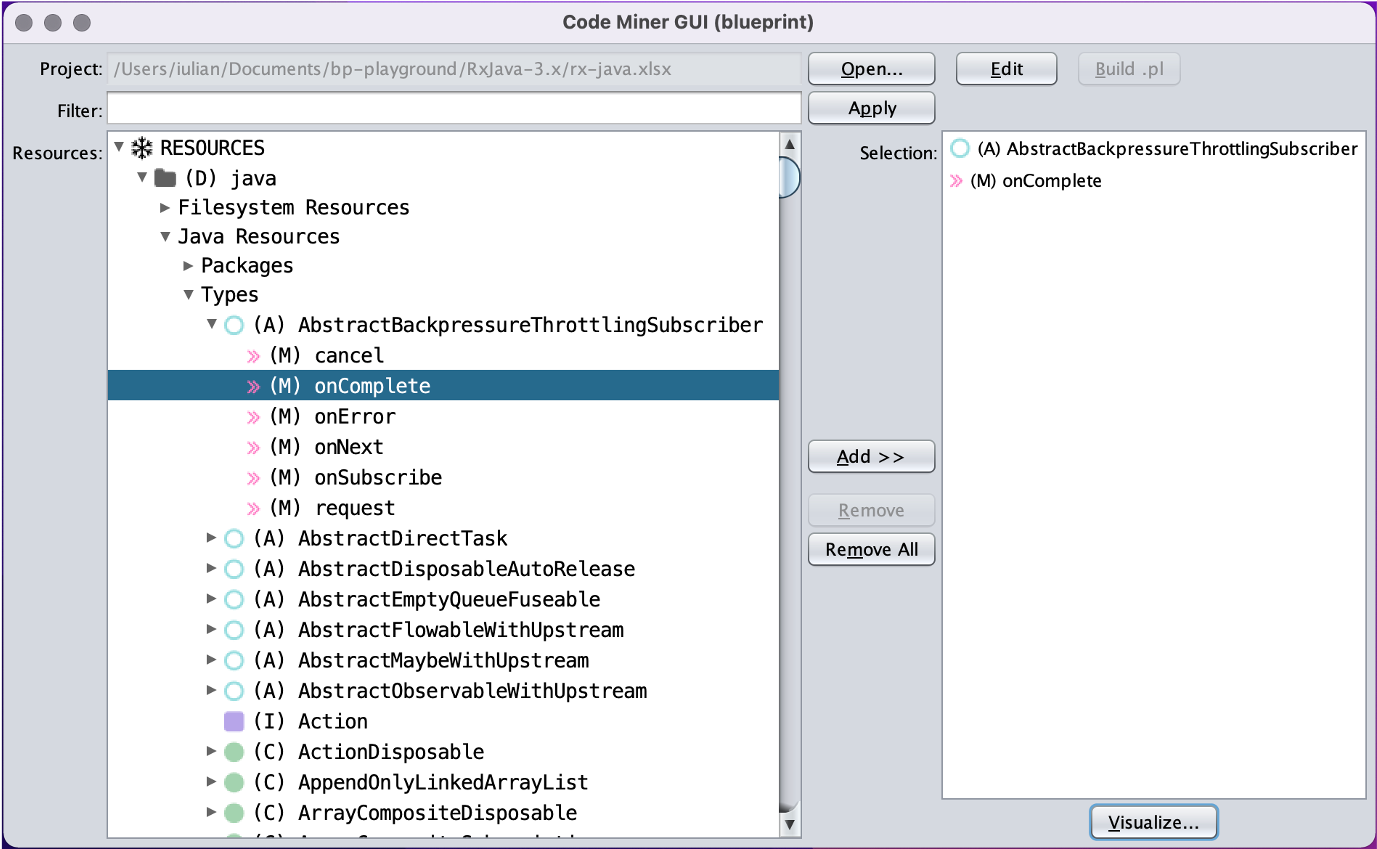 Code Miner GUI (blueprint)
Project: /Users/iulian/Documents/bp-playground/RxJava-3.x/rx-java.xlsx Open... Edit Build .pl
Filter: Apply
Resources: RESOURCES
(D) java
Filesystem Resources
Java Resources
Packages
Types
(A) AbstractBackpressureThrottlingSubscriber
(M) cancel
(M) onComplete
(M) onError
(M) onNext
(M) onSubscribe
(M) request
(A) AbstractDirectTask
(A) AbstractDisposableAutoRelease
(A) AbstractEmptyQueueFuseable
(A) AbstractFlowableWithUpstream
(A) AbstractMaybeWithUpstream
(A) AbstractObservableWithUpstream
(I) Action
(C) ActionDisposable
(C) AppendOnlyLinkedArrayList
(C) ArrayCompositeDisposable
Add >>
Remove
Remove All
Selection: (A) AbstractBackpressureThrottlingSubscriber
(M) onComplete
Visualize...